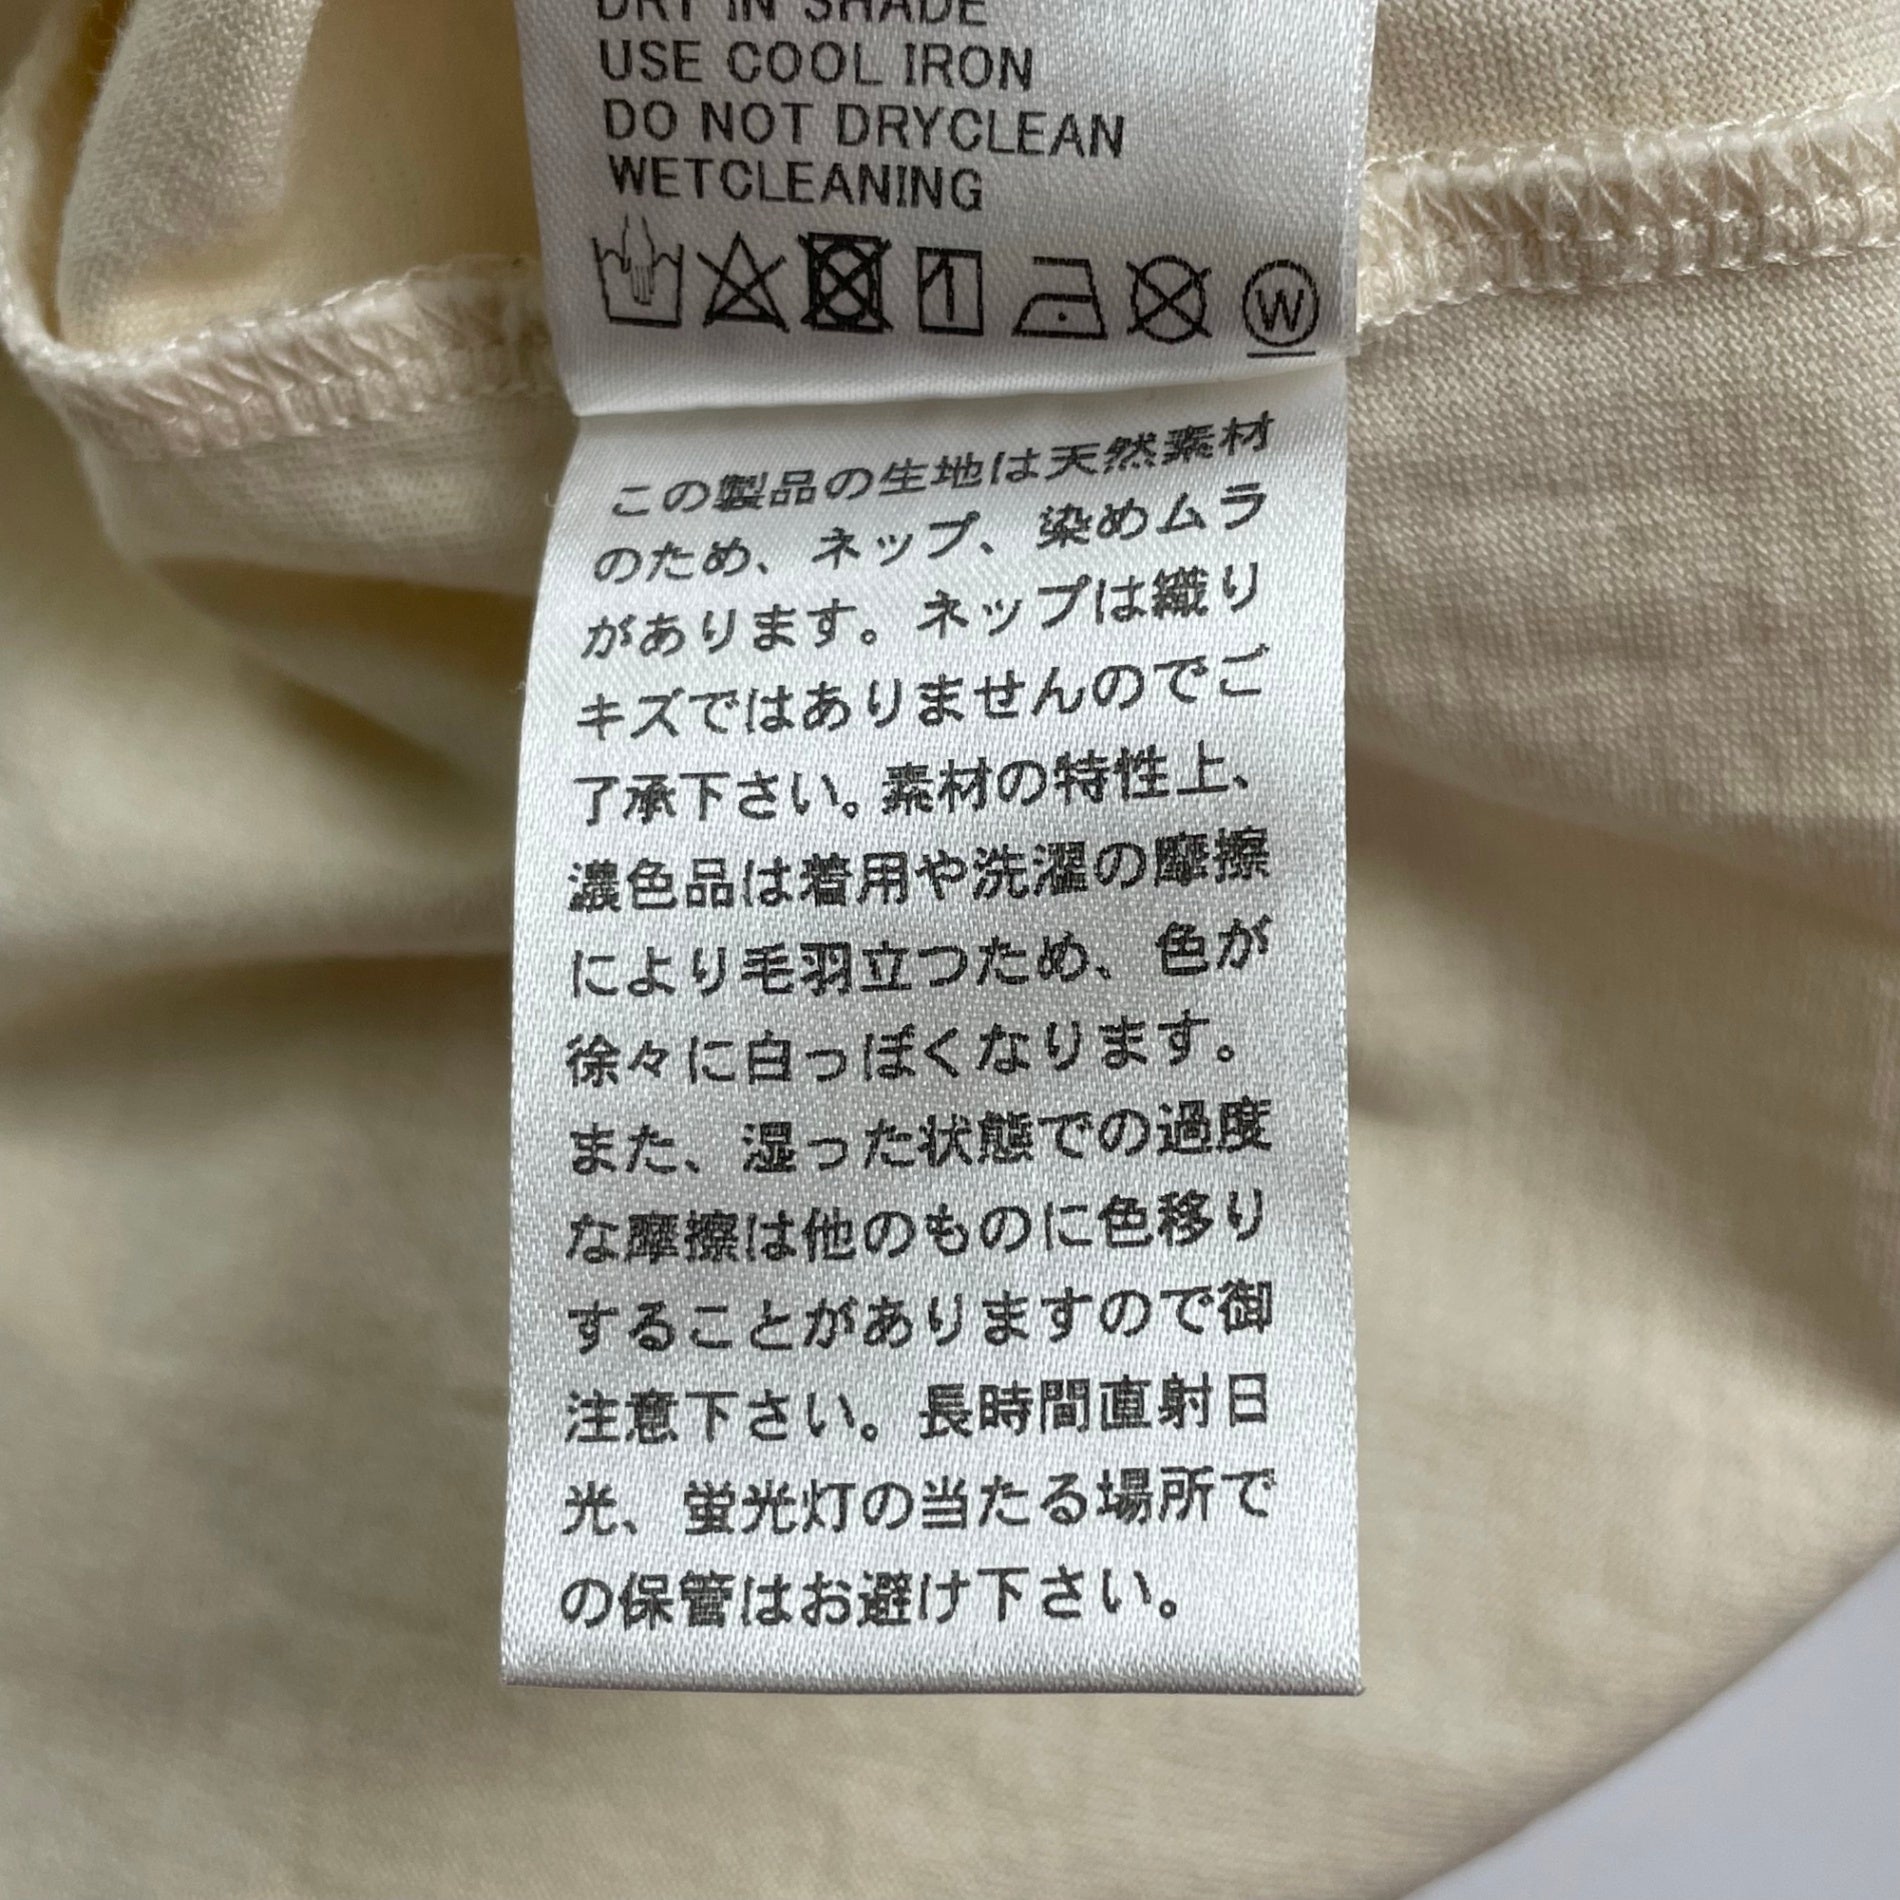 DRY IN SHADE
USE COOL IRON
DO NOT DRYCLEAN
WETCLEANING
W
この製品の生地は天然素材
のため、ネップ、染めムラ
があります。ネップは織り
キズではありませんのでご
了承下さい。素材の特性上、
濃色品は着用や洗濯の摩擦
により毛羽立つため、色が
徐々に白っぽくなります。
また、湿った状態での過度
な摩擦は他のものに色移り
することがありますので御
注意下さい。長時間直射日
光、蛍光灯の当たる場所で
の保管はお避け下さい。